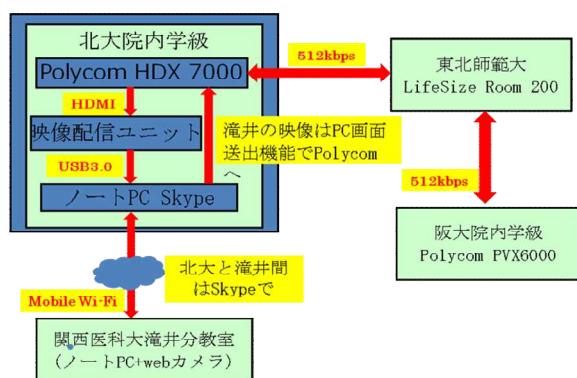 北大院内学級
Polycom HDX 7000
HDMI
映像配信ユニット
USB3.0
ノートPC Skype
滝井の映像はPC画面
送出機能でPolycom
へ
512kbps
東北師範大
LifeSize Room 200
512kbps
阪大院内学級
Polycom PVX6000
北大と滝井間
はSkypeで
Mobile Wi-Fi
関西医科大滝井分教室
(ノートPC+webカメラ)